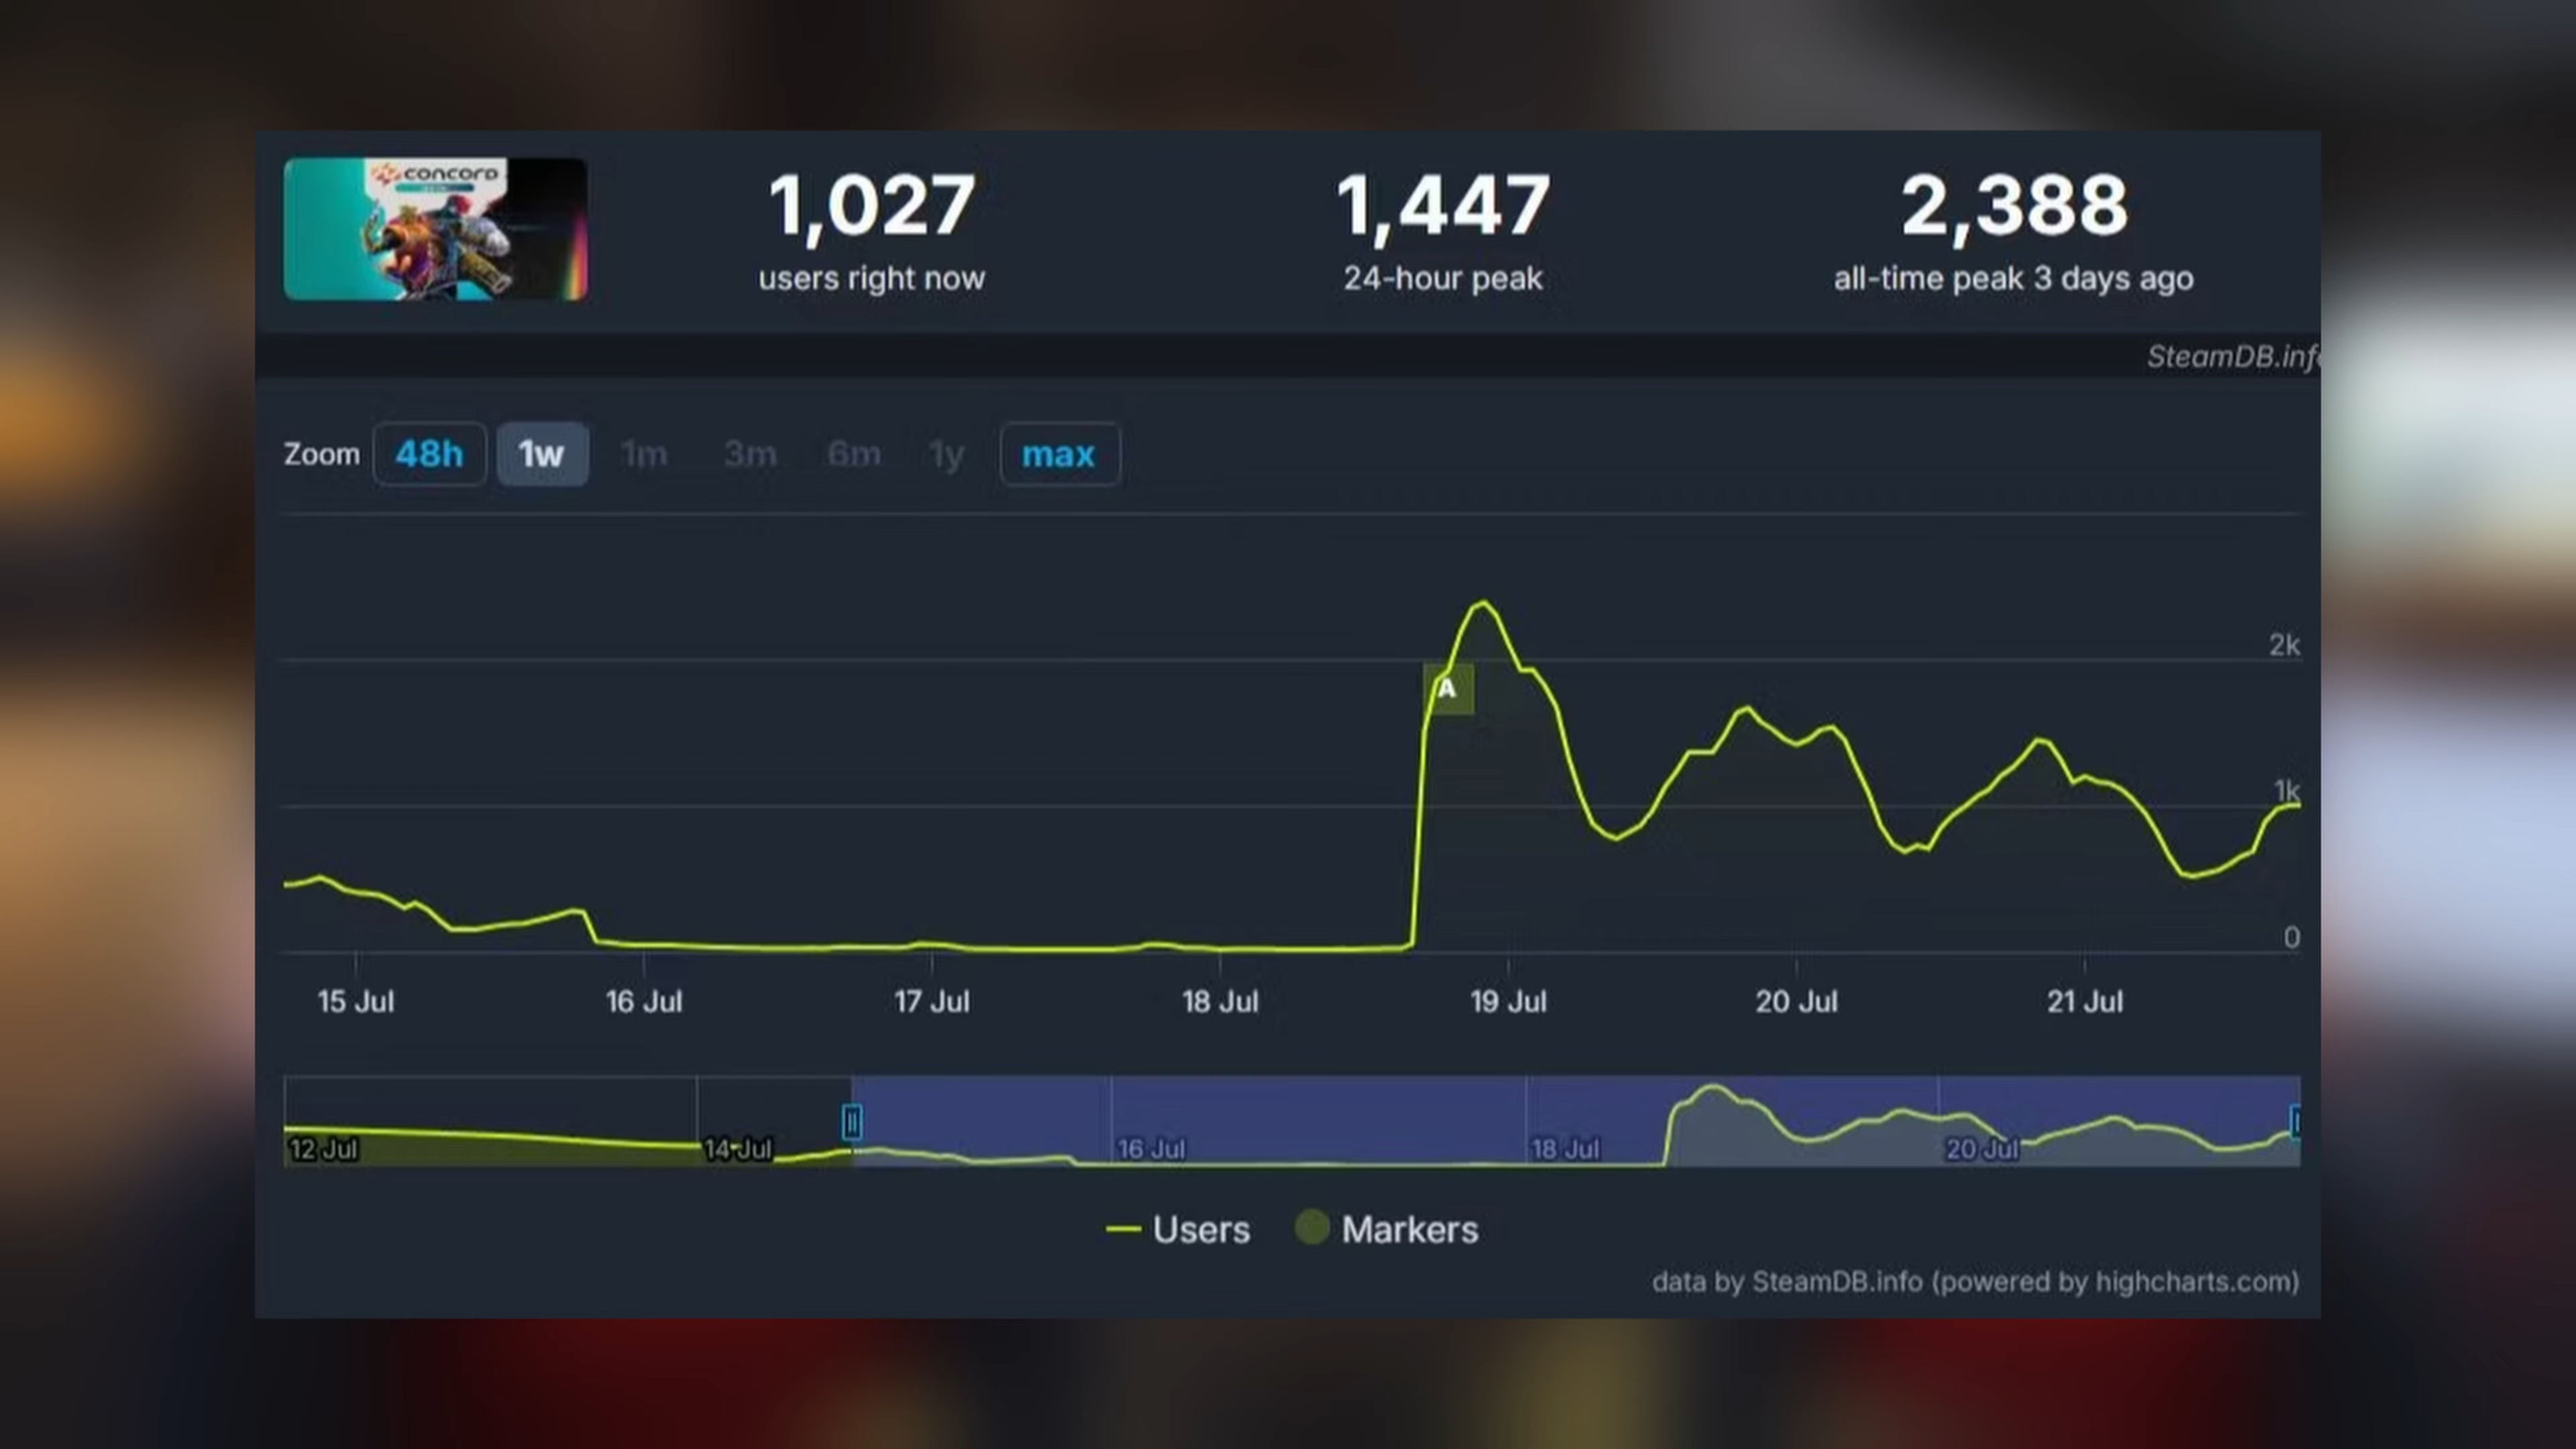 CONCORD
1,027
users right now
1,447
24-hour peak
2,388
all-time peak 3 days ago
SteamDB.info
Zoom 48h 1w 1m 3m 6m 1y max
2k
A
1k
0
15 Jul 16 Jul 17 Jul 18 Jul 19 Jul 20 Jul 21 Jul
12 Jul 14 Jul 16 Jul 18 Jul 20 Jul
Users Markers
data by SteamDB.info (powered by highcharts.com)